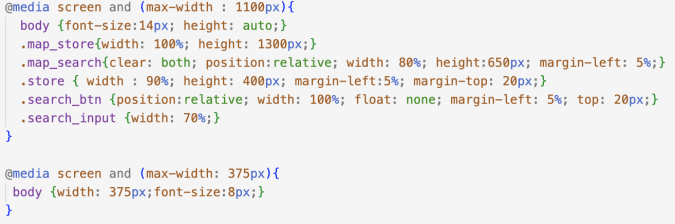 @media screen and (max-width : 1100px){
body {font-size:14px; height: auto;}
.map_store{width: 100%; height: 1300px;}
.map_search{clear: both; position:relative; width: 80%; height:650px; margin-left: 5%;}
.store { width : 90%; height: 400px; margin-left:5%; margin-top: 20px;}
.search_btn {position:relative; width: 100%; float: none; margin-left: 5%; top: 20px;}
.search_input {width: 70%;}
}
@media screen and (max-width: 375px){
body {width: 375px;font-size:8px;}
}